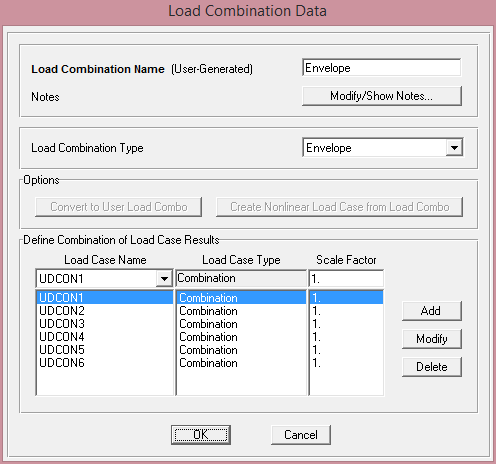 Load Combination Data
Load Combination Name (User-Generated) Envelope
Notes Modify/Show Notes...
Load Combination Type Envelope
Options
Convert to User Load Combo Create Nonlinear Load Case from Load Combo
Define Combination of Load Case Results
Load Case Name Load Case Type Scale Factor
UDCON1 Combination 1.
UDCON1 Combination 1.
UDCON2 Combination 1.
UDCON3 Combination 1.
UDCON4 Combination 1.
UDCON5 Combination 1.
UDCON6 Combination 1.
Add
Modify
Delete
OK Cancel